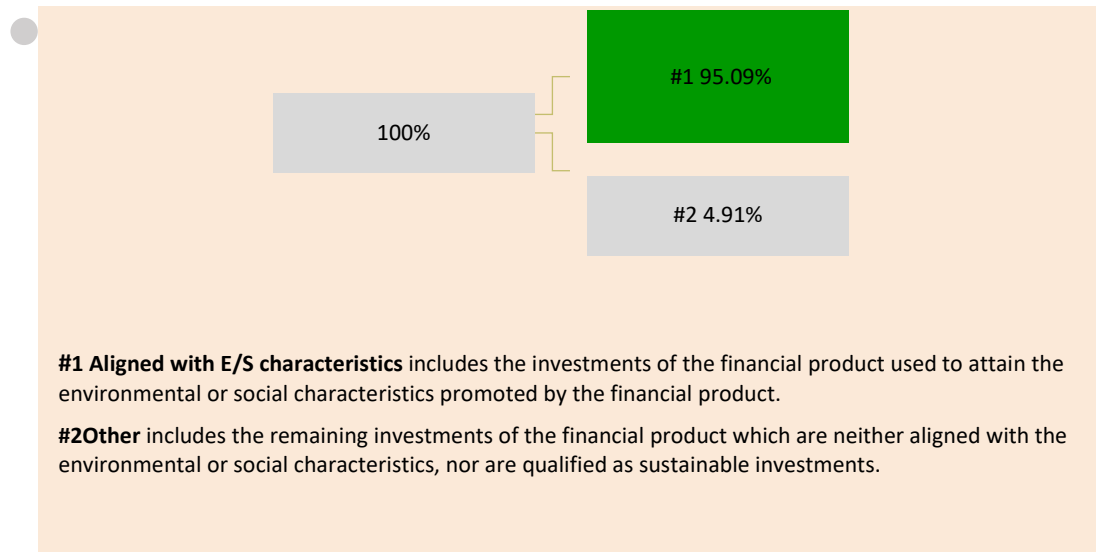 #1 95.09%
100%
#2 4.91%
#1 Aligned with E/S characteristics includes the investments of the financial product used to attain the
environmental or social characteristics promoted by the financial product.
#2Other includes the remaining investments of the financial product which are neither aligned with the
environmental or social characteristics, nor are qualified as sustainable investments.